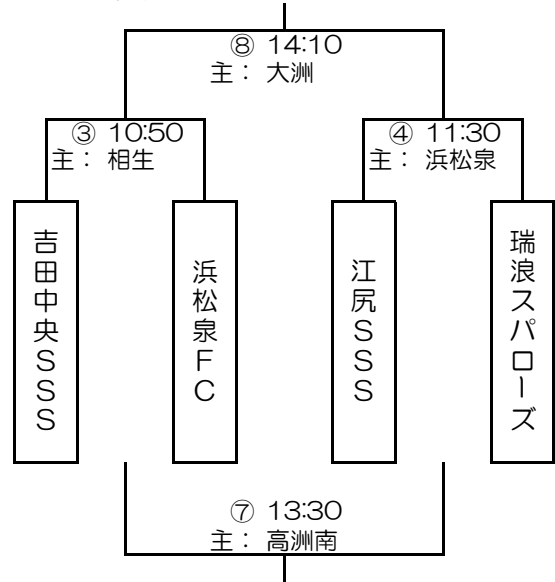 ⑧ 14:10
主： 大洲
③ 10:50
主： 相生
④ 11:30
主： 浜松泉
吉田中央SSS
浜松泉FC
江尻SSS
瑞浪スパローズ
⑦ 13:30
主： 高洲南